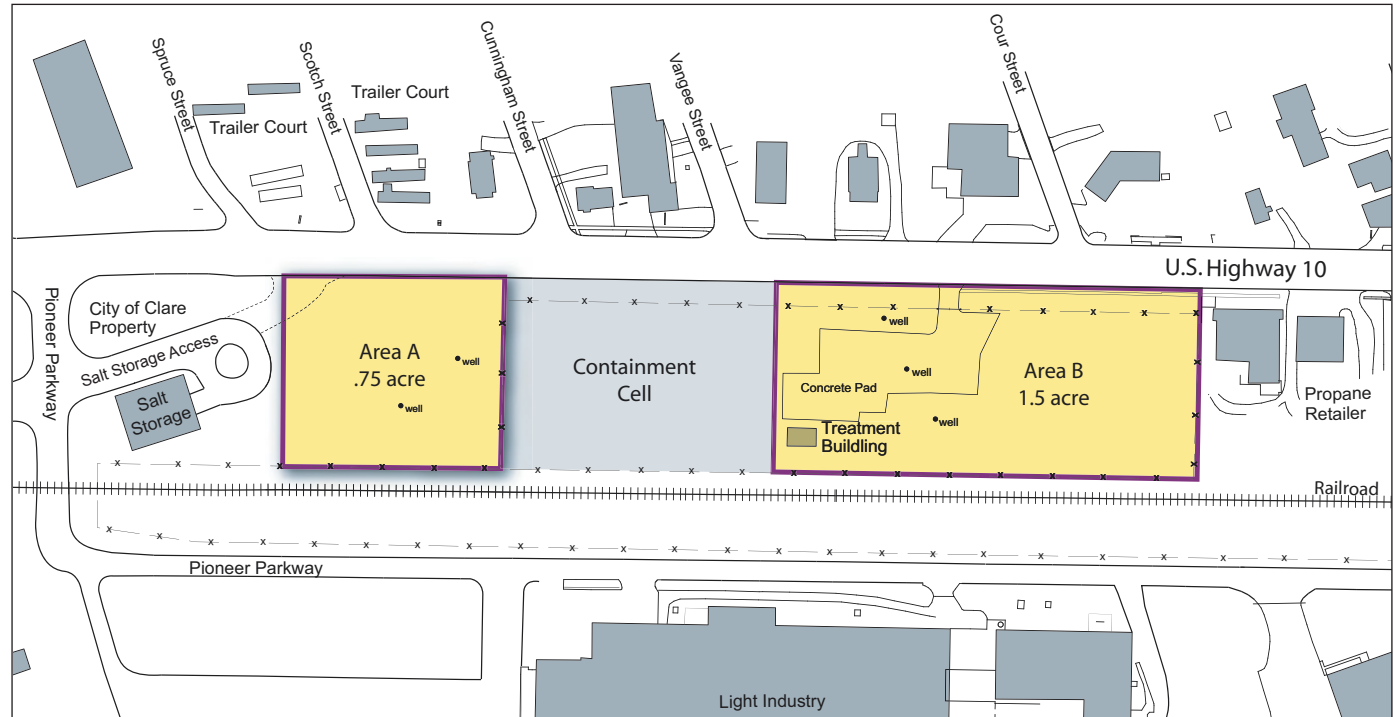 Spruce Street
Scotch Street
Cunningham Street
Vangee Street
Cour Street
Trailer Court
Trailer Court
U.S. Highway 10
Pioneer Parkway
City of Clare
Property
Salt Storage Access
Salt
Storage
Area A
.75 acre
well
well
Containment
Cell
well
well
well
Concrete Pad
Treatment
Building
Area B
1.5 acre
Propane
Retailer
Railroad
Pioneer Parkway
Light Industry